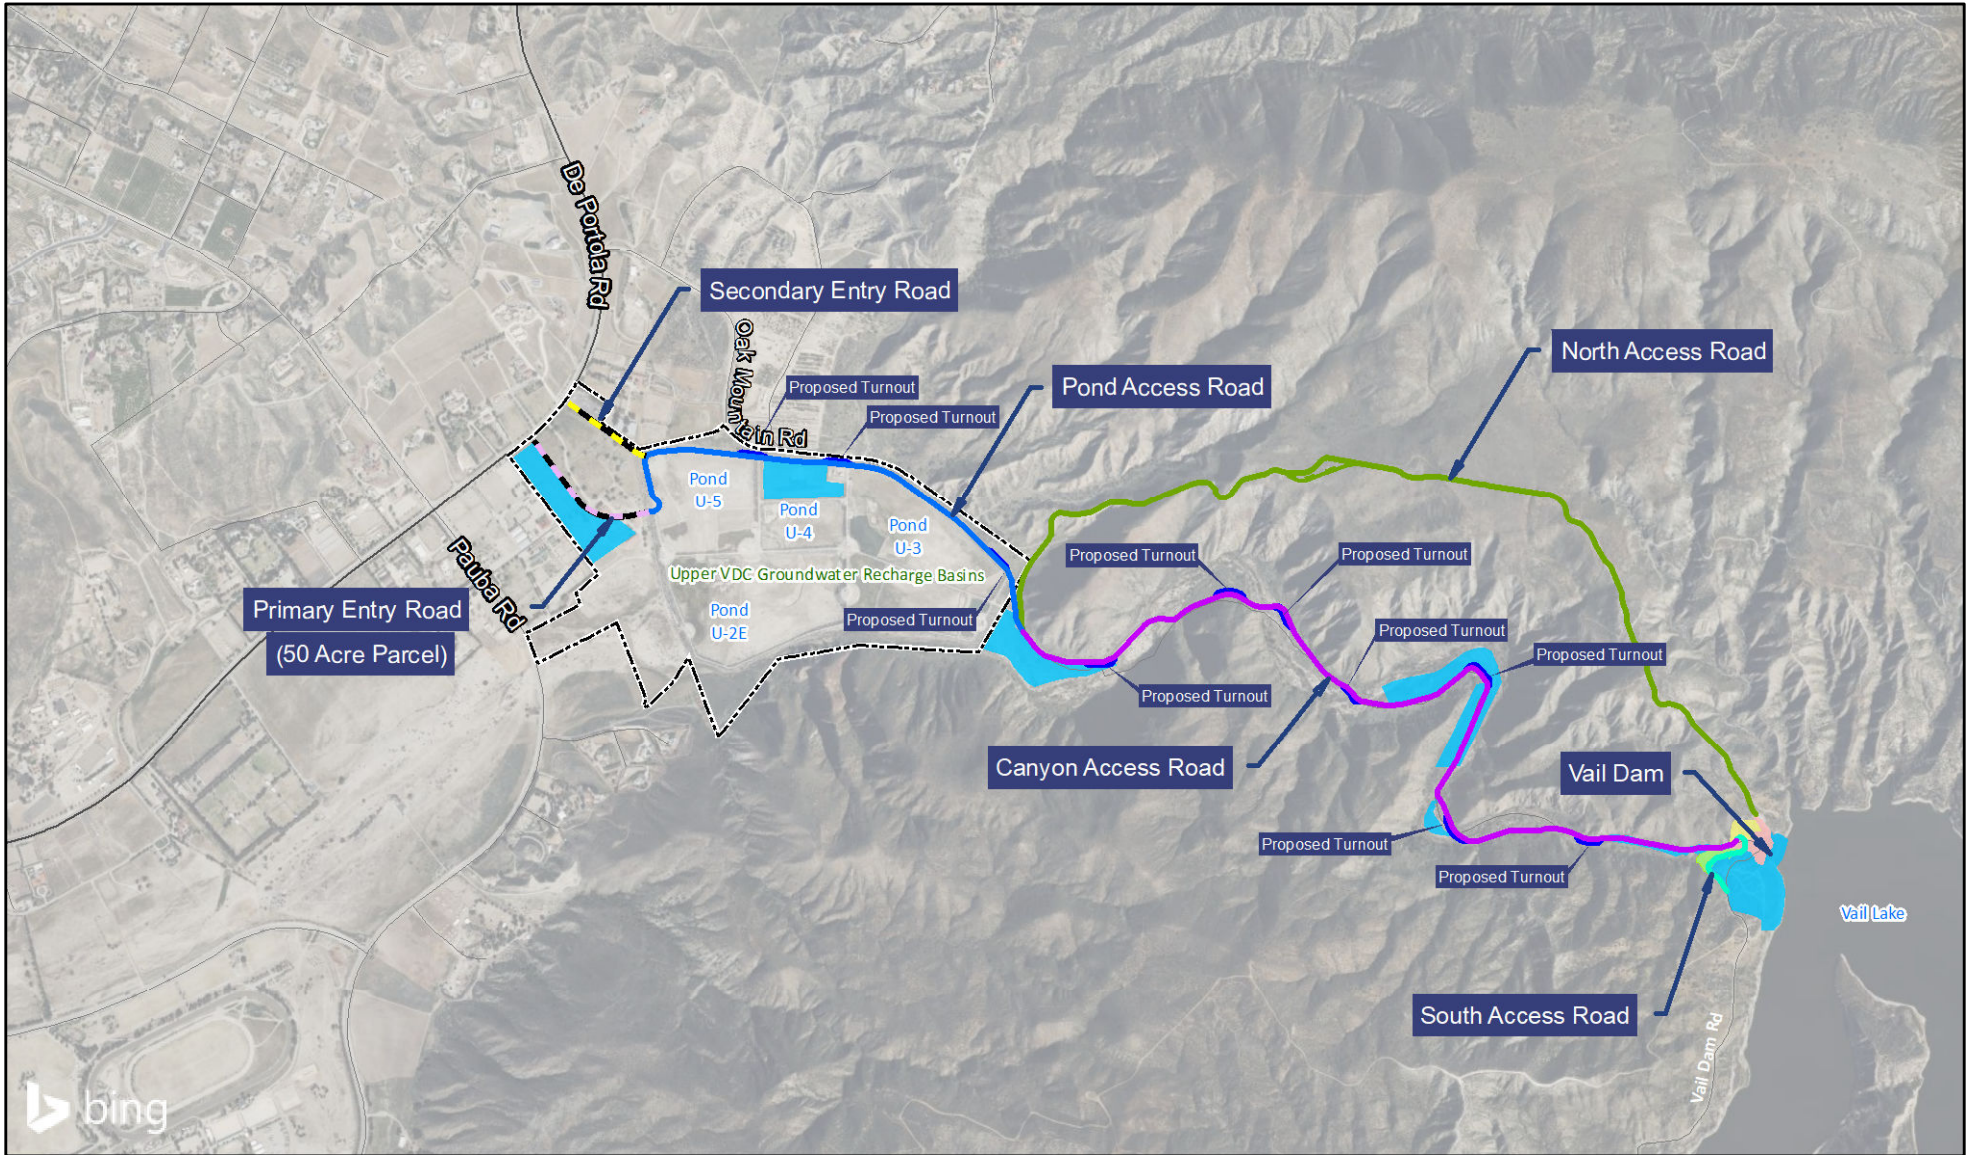 De Portola Rd
Secondary Entry Road
Oak Mountain Rd
North Access Road
Proposed Turnout
Pond Access Road
Proposed Turnout
Pond
U-5
Pond
U-4
Pond
U-3
Proposed Turnout
Proposed Turnout
Pauba Rd
Upper VDC Groundwater Recharge Basins
Primary Entry Road
(50 Acre Parcel)
Pond
U-2E
Proposed Turnout
Proposed Turnout
Proposed Turnout
Proposed Turnout
Canyon Access Road
Vail Dam
Proposed Turnout
Proposed Turnout
Vail Lake
South Access Road
Vail Dam Rd
bing